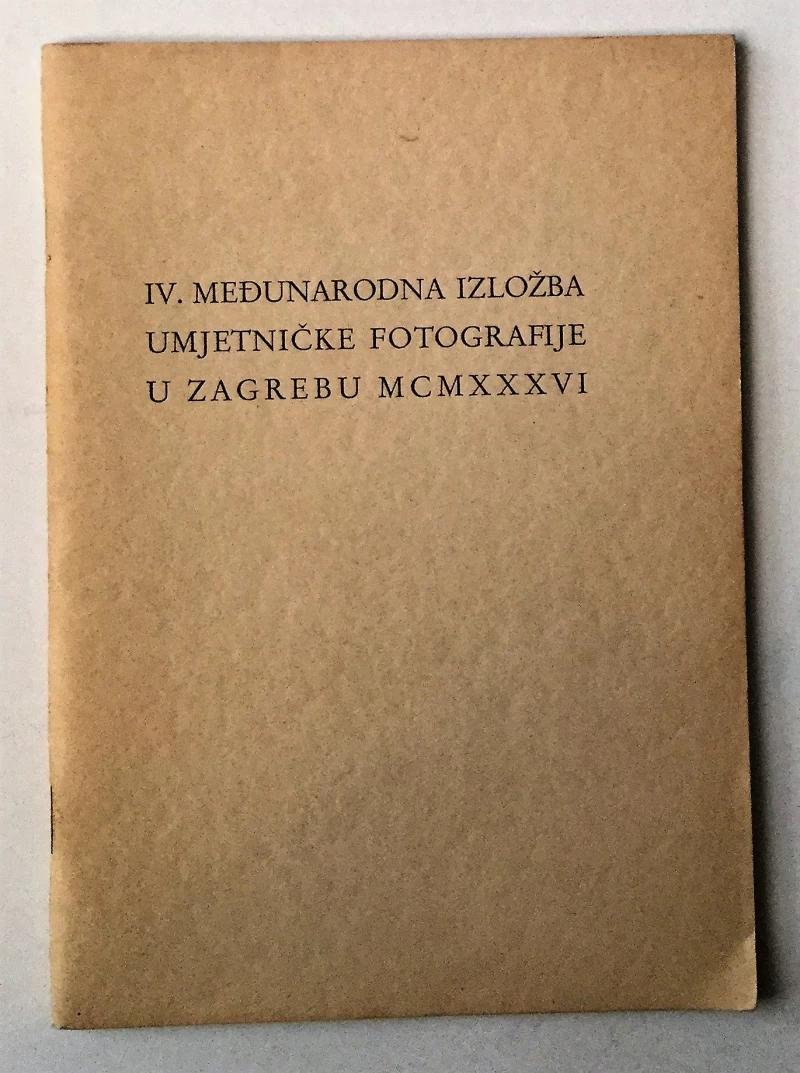 IV. MEĐUNARODNA IZLOŽBA
UMJETNIČKE FOTOGRAFIJE
U ZAGREBU MCMXXXVI